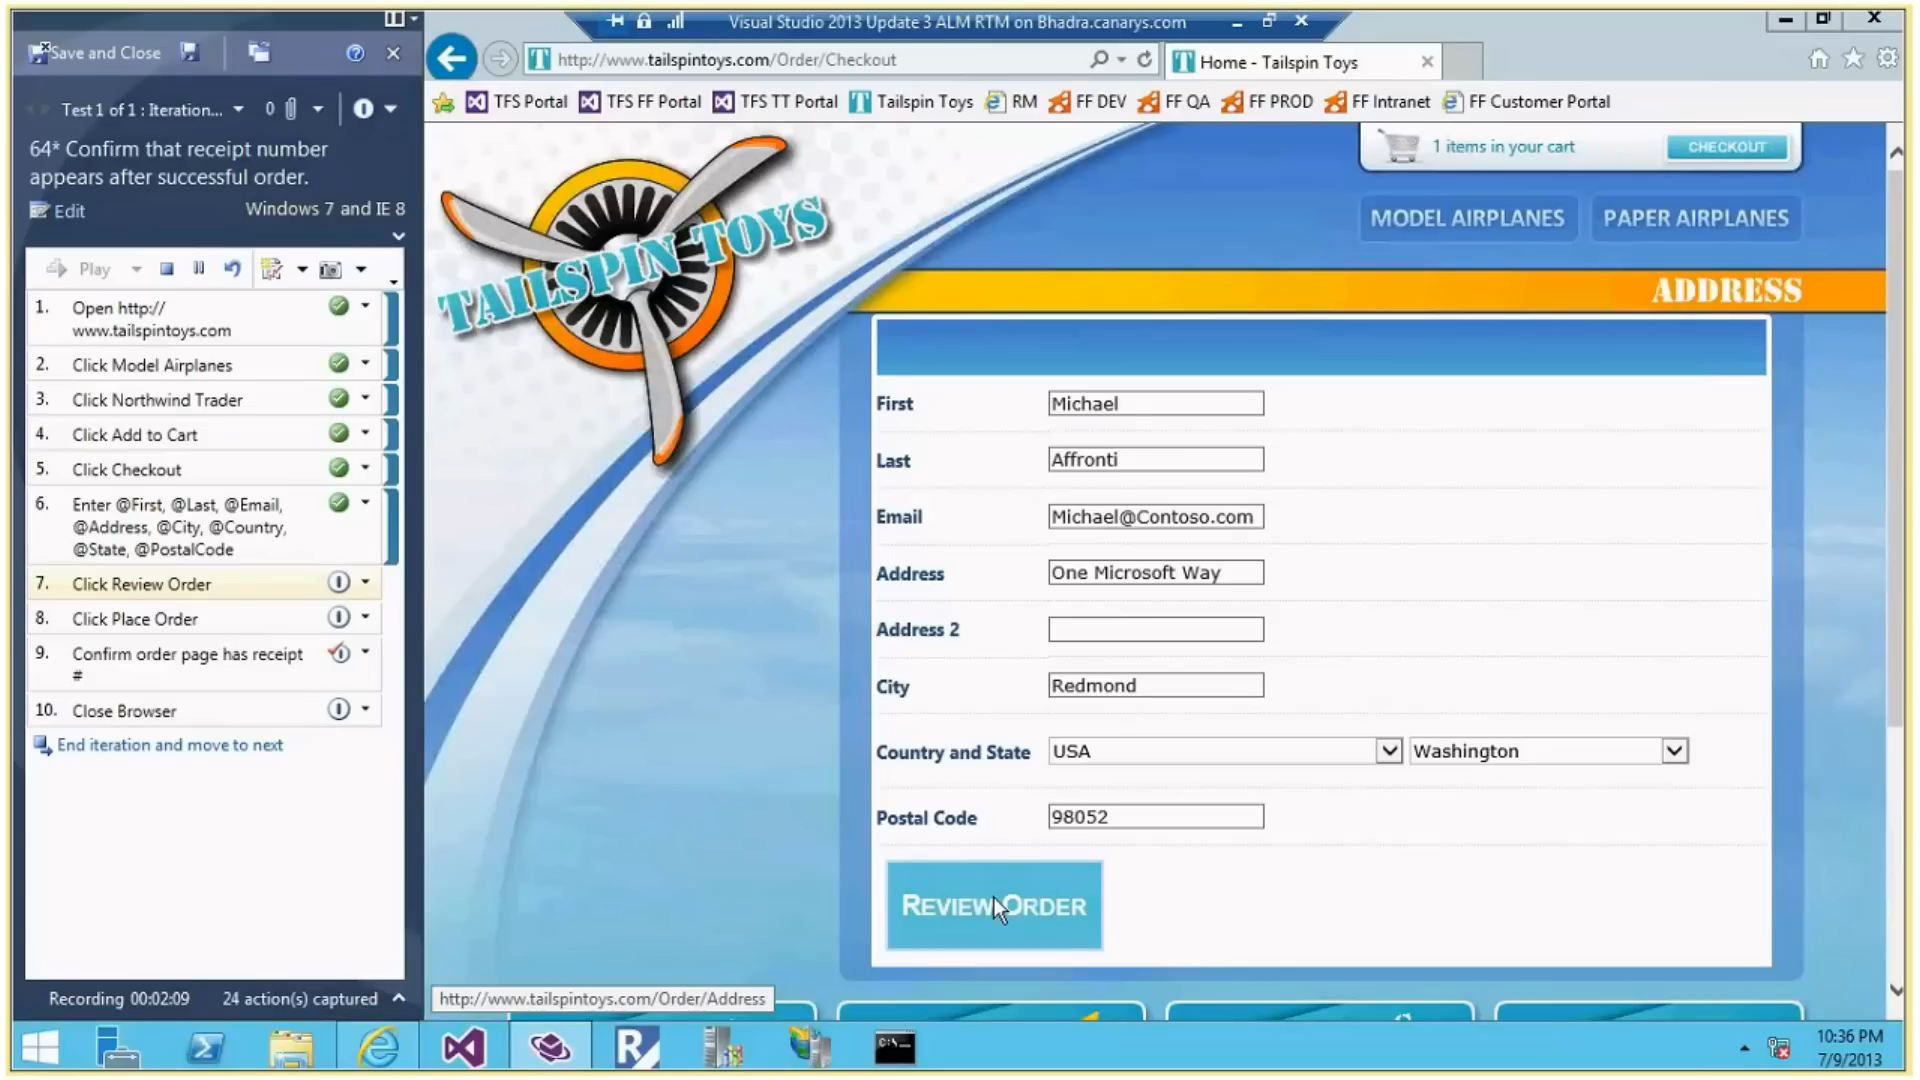 Visual Studio 2013 Update 3 ALM RTM on Bhadra.canarys.com
Save and Close
http://www.tailspintoys.com/Order/Checkout
Home - Tailspin Toys
TFS Portal
TFS FF Portal
TFS TT Portal
Tailspin Toys
RM
FF DEV
FF QA
FF PROD
FF Intranet
FF Customer Portal
Test 1 of 1 : Iteration...
0
64* Confirm that receipt number
appears after successful order.
Edit
Windows 7 and IE 8
Play
1. Open http://
www.tailspintoys.com
2. Click Model Airplanes
3. Click Northwind Trader
4. Click Add to Cart
5. Click Checkout
6. Enter @First, @Last, @Email,
@Address, @City, @Country,
@State, @PostalCode
7. Click Review Order
8. Click Place Order
9. Confirm order page has receipt
#
10. Close Browser
End iteration and move to next
Recording 00:02:09
24 action(s) captured
TAILSPIN TOYS
1 items in your cart
CHECKOUT
MODEL AIRPLANES
PAPER AIRPLANES
ADDRESS
First Michael
Last Affronti
Email Michael@Contoso.com
Address One Microsoft Way
Address 2
City Redmond
Country and State USA Washington
Postal Code 98052
REVIEW ORDER
http://www.tailspintoys.com/Order/Address
10:36 PM
7/9/2013